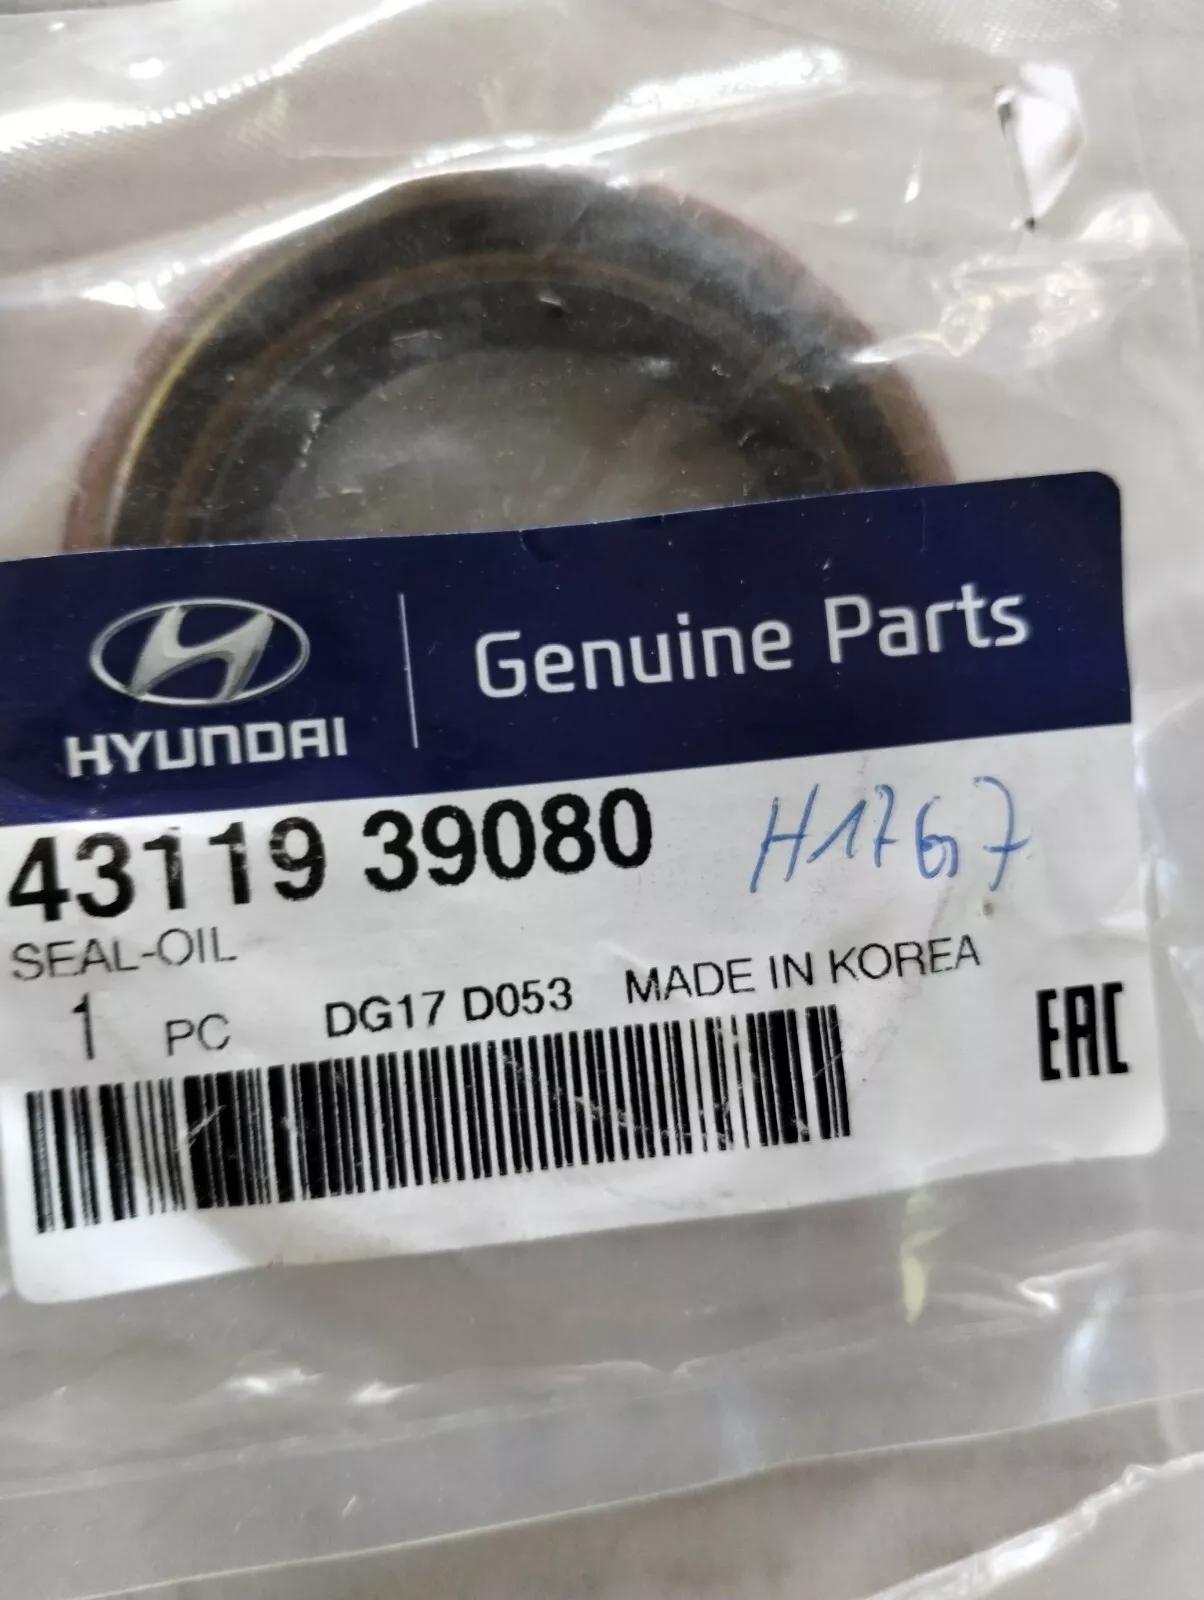 HYUNDAI
Genuine Parts
43119 39080
H1767
SEAL-OIL
1 PC DG17 D053 MADE IN KOREA
EAC